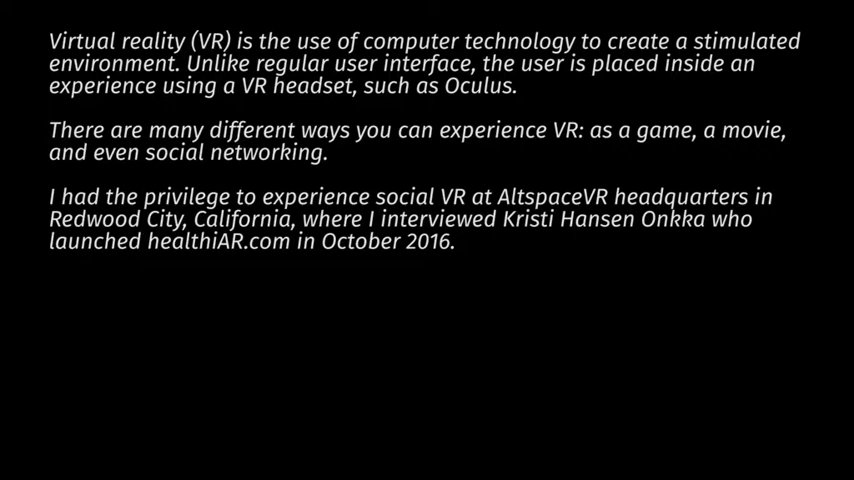 Virtual reality (VR) is the use of computer technology to create a stimulated
environment. Unlike regular user interface, the user is placed inside an
experience using a VR headset, such as Oculus.
There are many different ways you can experience VR: as a game, a movie,
and even social networking.
I had the privilege to experience social VR at AltspaceVR headquarters in
Redwood City, California, where I interviewed Kristi Hansen Onkka who
launched healthiAR.com in October 2016.